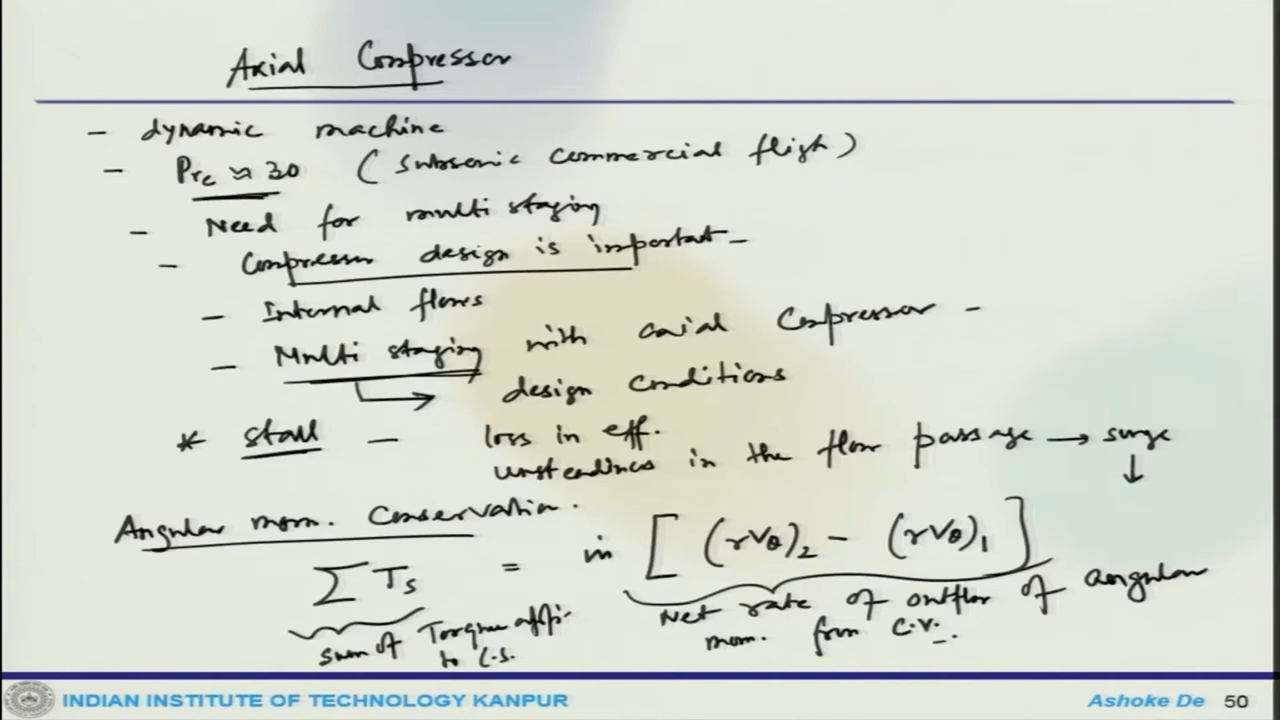 Axial Compressor
- dynamic machine
- Prc ≈ 30 (Subsonic commercial fligh)
- Need for multi staging
- Compressor design is important -
- Internal flows
- Multi staging with axial Compressor -
design conditions
* Stall - loss in eff.
unsteadiness in the flow passage → surge
↓
Angular mom. Conservation.
∑ Ts = ṁ [ (rVθ)2 - (rVθ)1 ]
sum of Torque appl. to C.S.
Net rate of outflow of angular mom. from C.V.
INDIAN INSTITUTE OF TECHNOLOGY KANPUR
Ashoke De 50